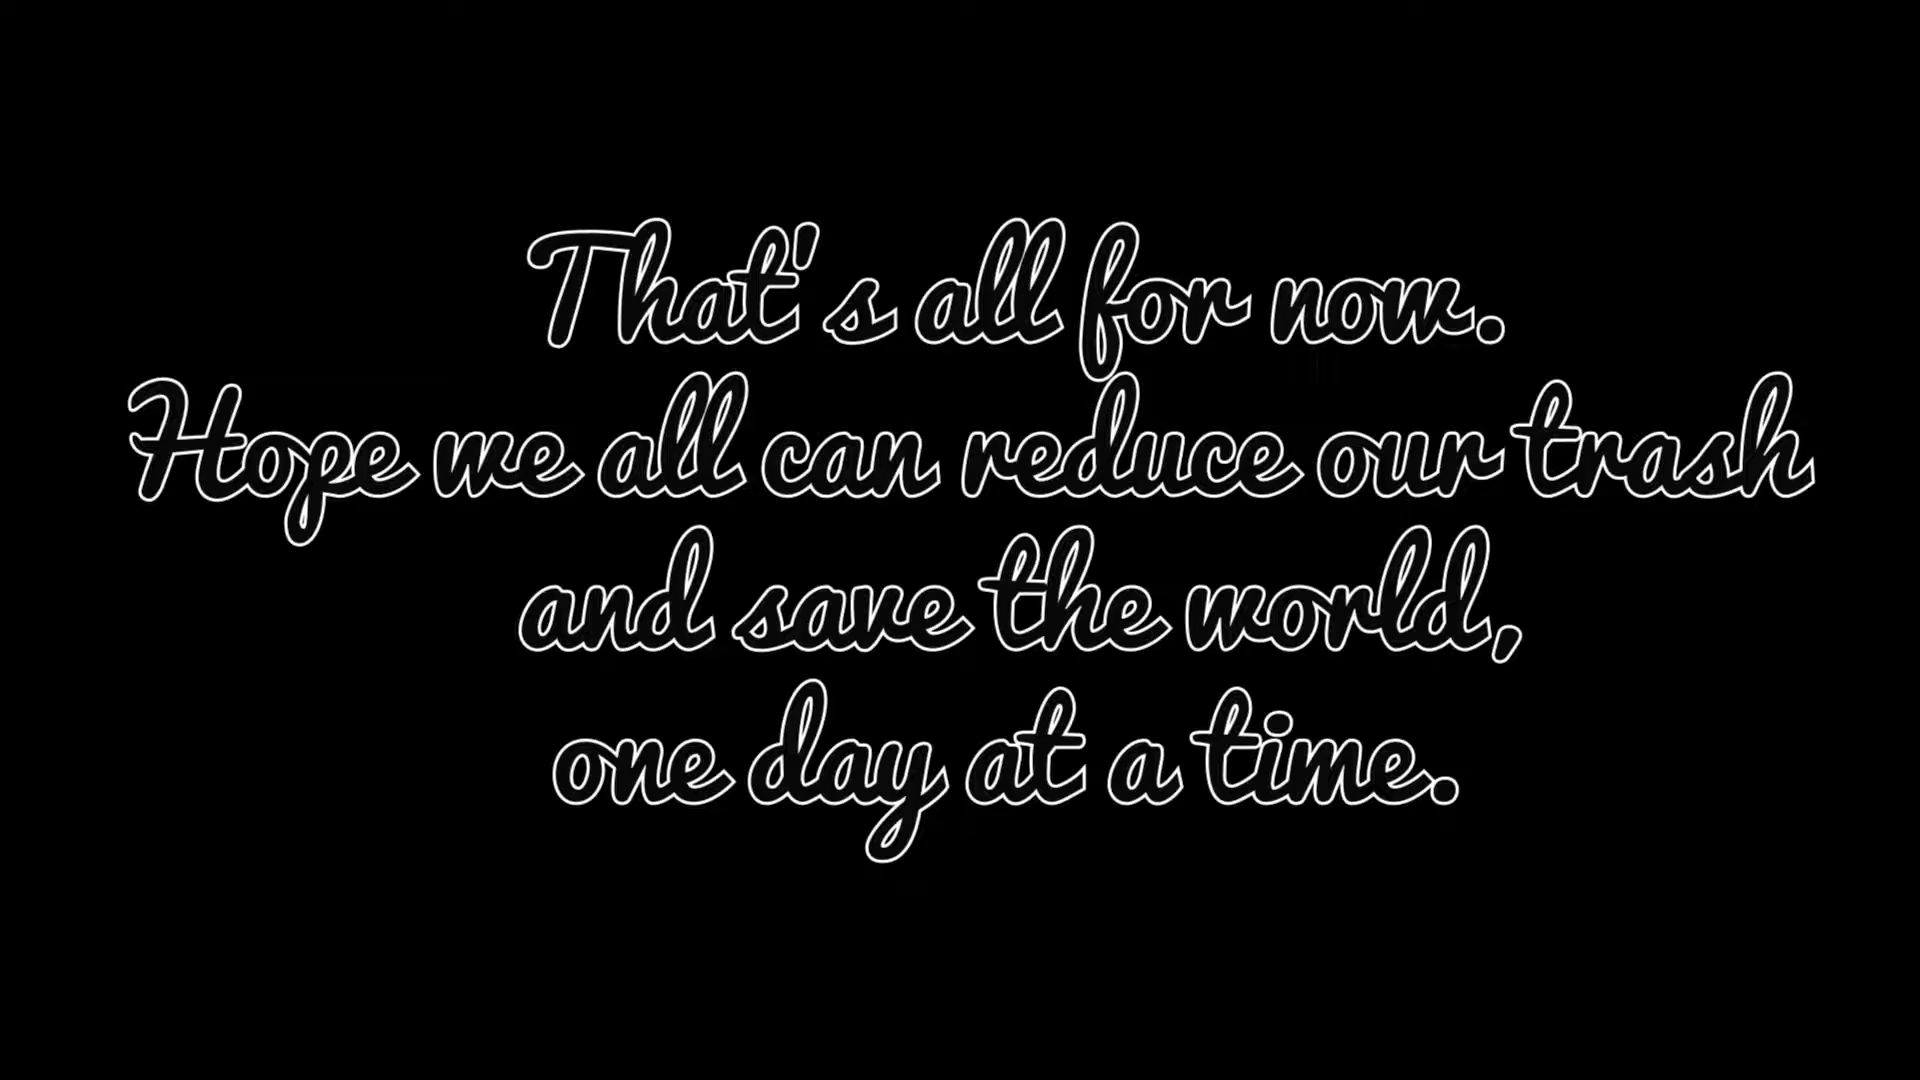 That's all for now.
Hope we all can reduce our trash
and save the world,
one day at a time.